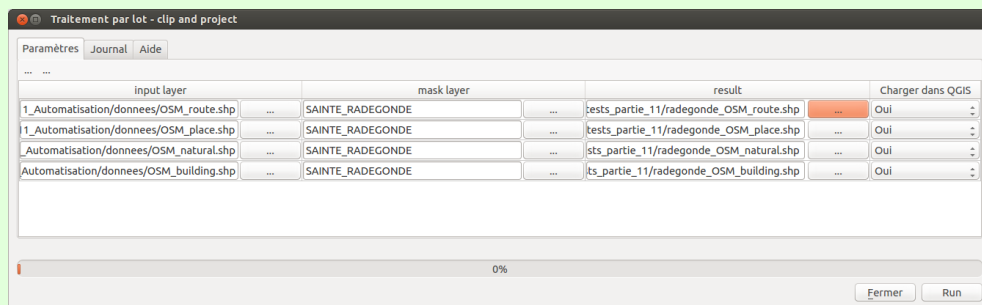 Traitement par lot - clip and project
Paramètres Journal Aide
... ...
input layer mask layer result Charger dans QGIS
1_Automatisation/donnees/OSM_route.shp ... SAINTE_RADEGONDE ... tests_partie_11/radegonde_OSM_route.shp ... Oui
11_Automatisation/donnees/OSM_place.shp ... SAINTE_RADEGONDE ... tests_partie_11/radegonde_OSM_place.shp ... Oui
_Automatisation/donnees/OSM_natural.shp ... SAINTE_RADEGONDE ... sts_partie_11/radegonde_OSM_natural.shp ... Oui
Automatisation/donnees/OSM_building.shp ... SAINTE_RADEGONDE ... ts_partie_11/radegonde_OSM_building.shp ... Oui
0%
Fermer Run